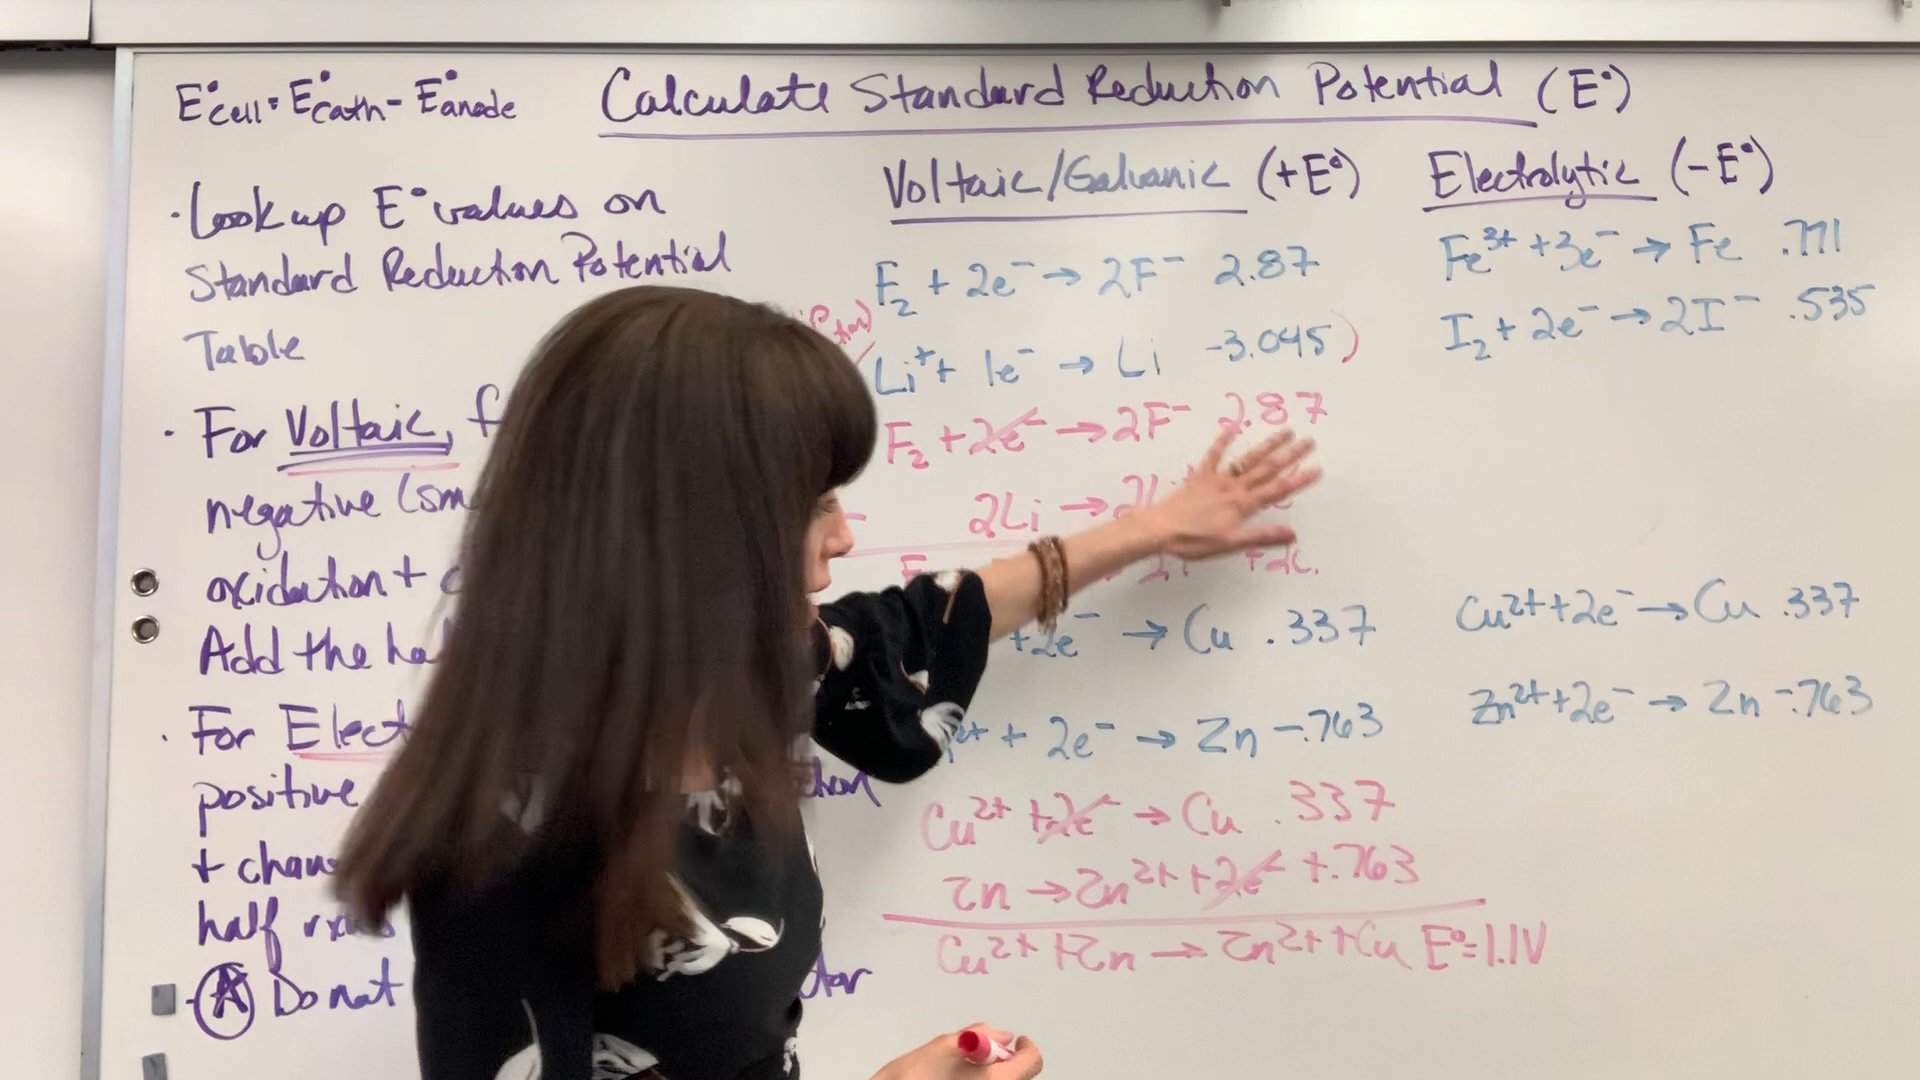 E°cell = E°cath - E°anode
Calculate Standard Reduction Potential (E°)
• Look up E° values on
Standard Reduction Potential
Table
• For Voltaic,
negative (sm
oxidation +
Add the ha
• For Elect
positive
+ chan
half rxns
• A Do not
Voltaic/Galvanic (+E°)
F₂ + 2e⁻ → 2F⁻ 2.87
Li⁺ + 1e⁻ → Li -3.045)
F₂ + 2e⁻ → 2F⁻ 2.87
2Li → 2Li
+2e⁻ → Cu .337
²⁺ + 2e⁻ → Zn -.763
Cu²⁺ + 2e⁻ → Cu .337
Zn → Zn²⁺ + 2e⁻ +.763
Cu²⁺ + Zn → Zn²⁺ + Cu E°=1.1V
Electrolytic (-E°)
Fe³⁺ + 3e⁻ → Fe .771
I₂ + 2e⁻ → 2I⁻ .535
Cu²⁺ + 2e⁻ → Cu .337
Zn²⁺ + 2e⁻ → Zn -.763